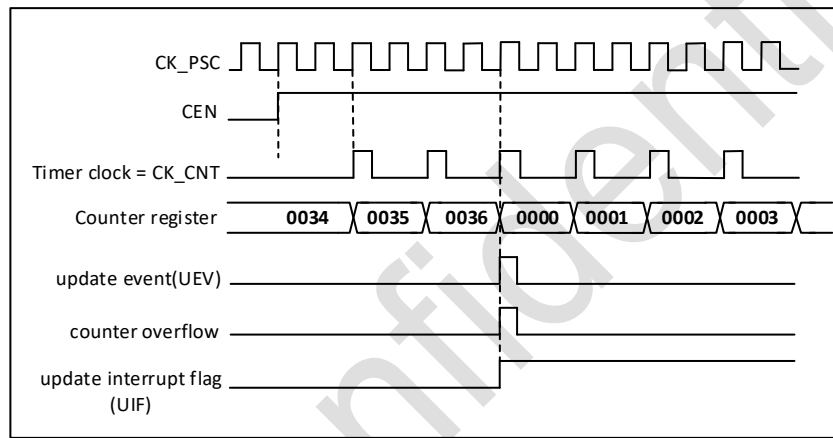 CK_PSC
CEN
Timer clock = CK_CNT
Counter register 0034 0035 0036 0000 0001 0002 0003
update event(UEV)
counter overflow
update interrupt flag
(UIF)